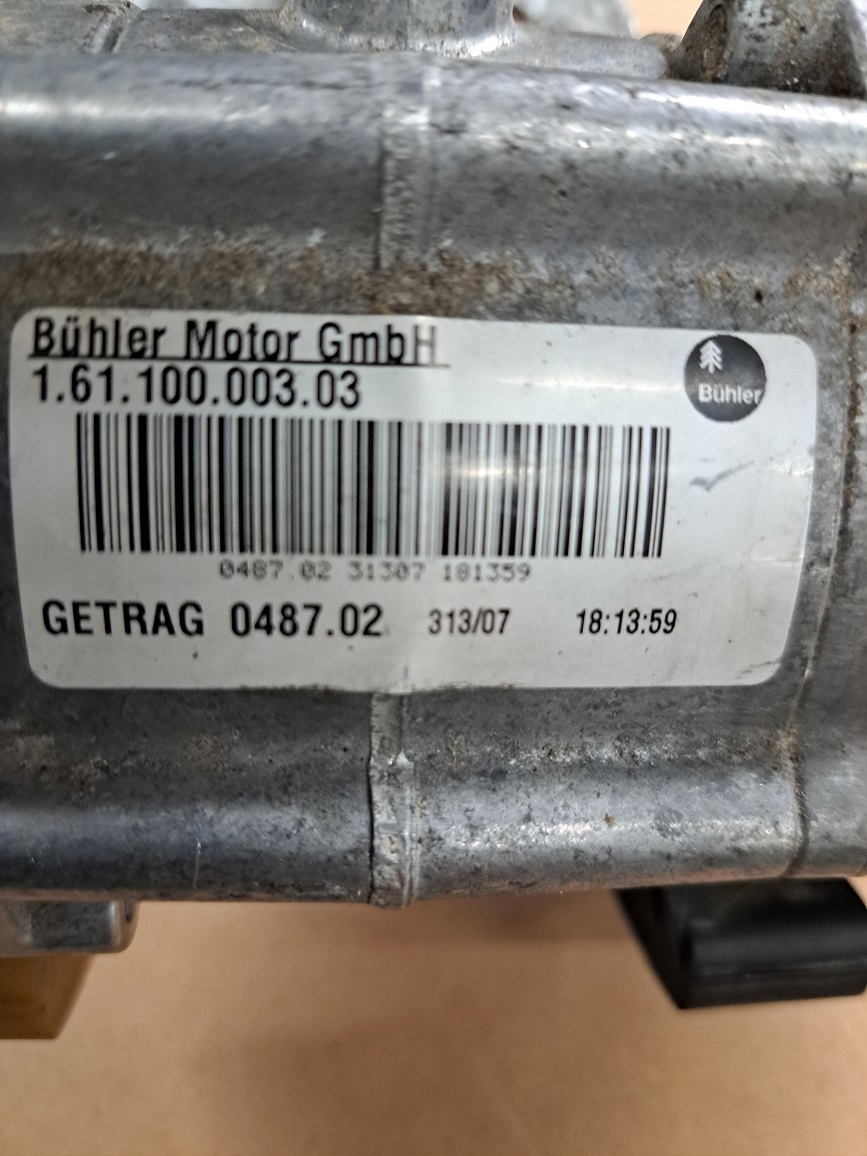 Bühler Motor GmbH
1.61.100.003.03
Bühler
0487.02 31307 181359
GETRAG 0487.02 313/07 18:13:59